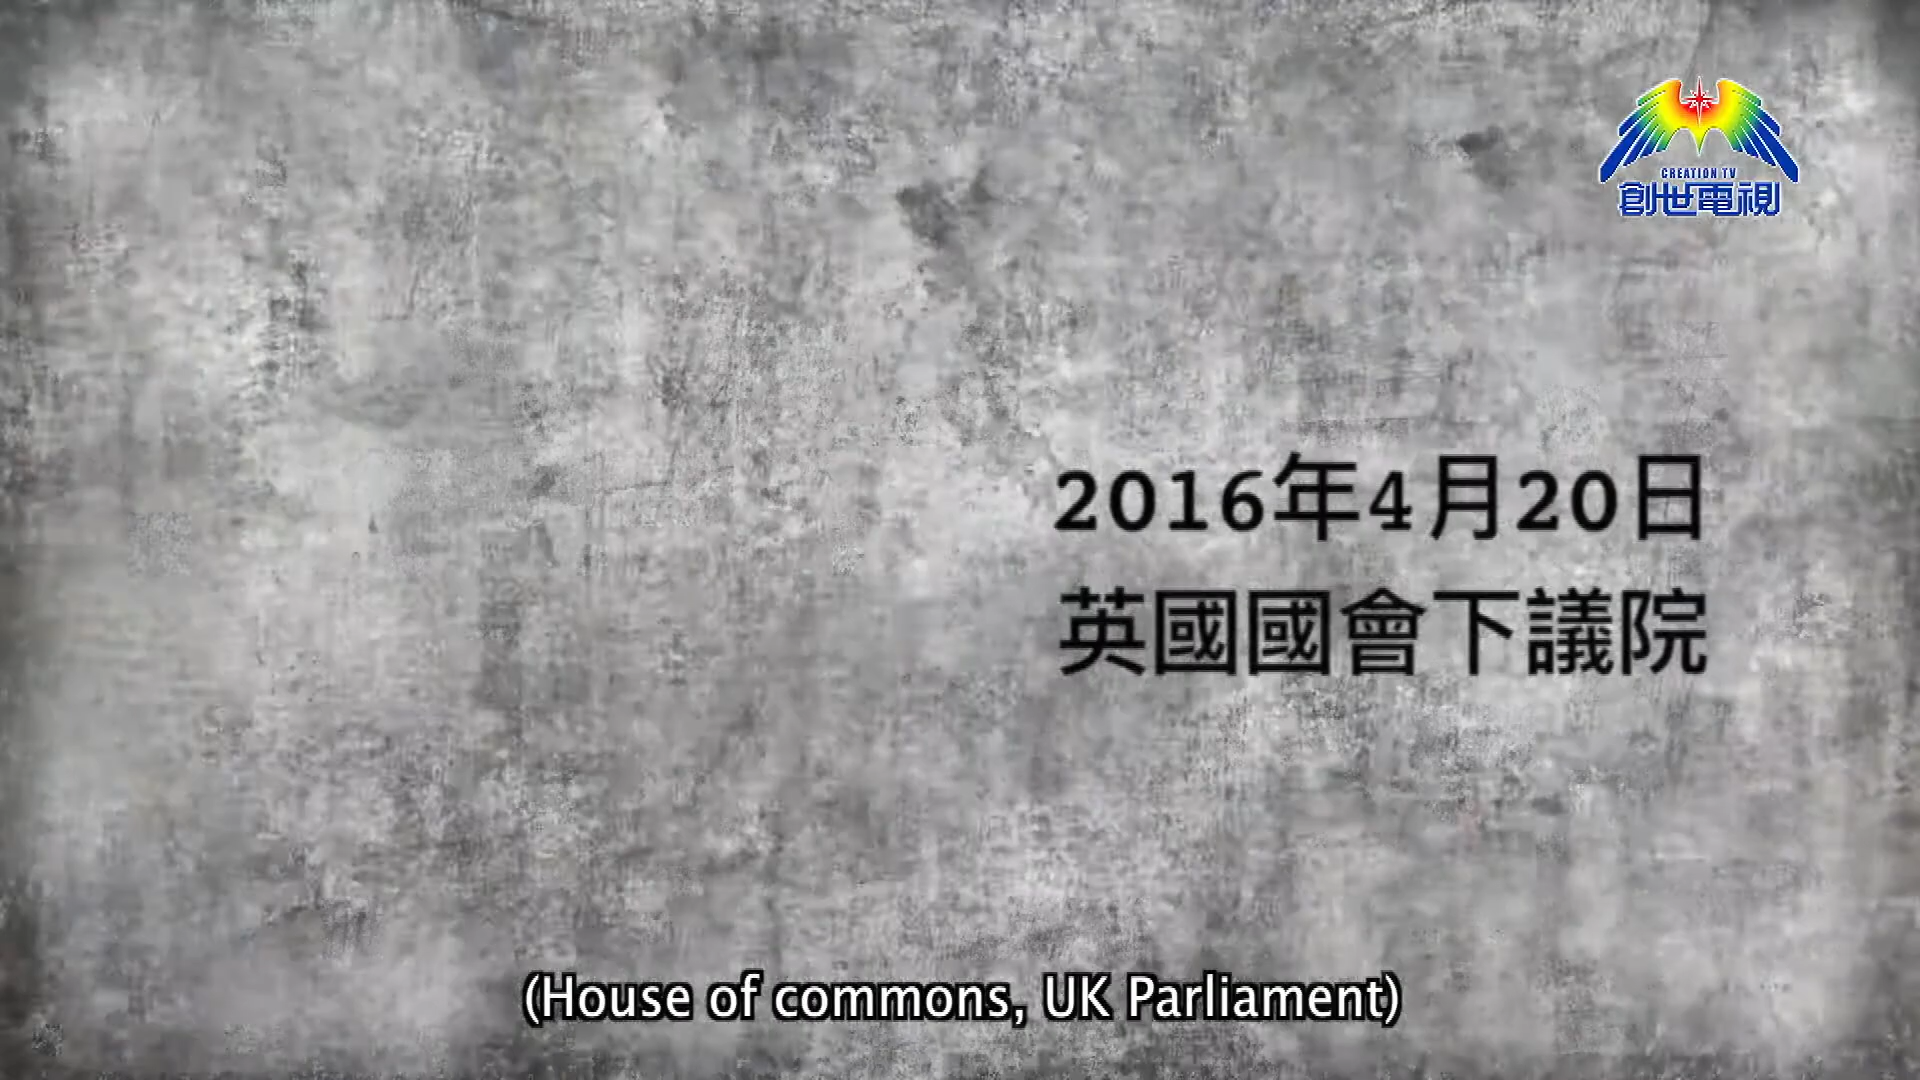 CREATION TV
創世電視
2016年4月20日
英國國會下議院
(House of commons, UK Parliament)